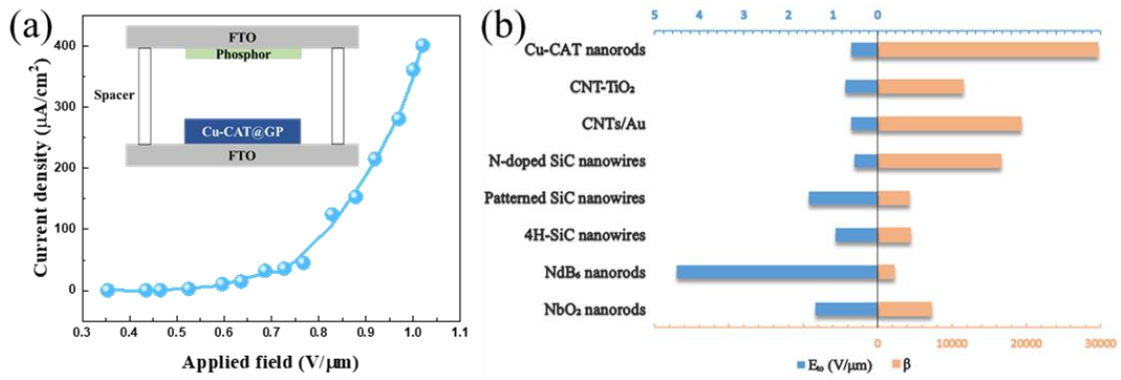 (a)
Current density (μA/cm²)
400
300
200
100
0
FTO
Phosphor
Spacer
Cu-CAT@GP
FTO
0.3 0.4 0.5 0.6 0.7 0.8 0.9 1.0 1.1
Applied field (V/μm)
(b)
5 4 3 2 1 0
Cu-CAT nanorods
CNT-TiO₂
CNTs/Au
N-doped SiC nanowires
Patterned SiC nanowires
4H-SiC nanowires
NdB₆ nanorods
NbO₂ nanorods
0 10000 20000 30000
Eₜₒ (V/μm) β